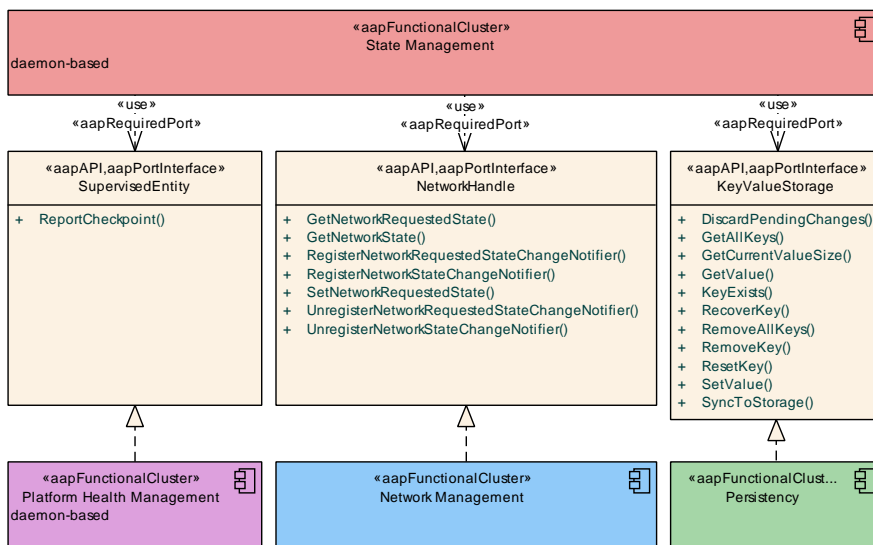 «aapFunctionalCluster»
State Management
daemon-based
«use»
«aapRequiredPort»
«use»
«aapRequiredPort»
«use»
«aapRequiredPort»
«aapAPI,aapPortInterface»
SupervisedEntity
+ ReportCheckpoint()
«aapAPI,aapPortInterface»
NetworkHandle
+ GetNetworkRequestedState()
+ GetNetworkState()
+ RegisterNetworkRequestedStateChangeNotifier()
+ RegisterNetworkStateChangeNotifier()
+ SetNetworkRequestedState()
+ UnregisterNetworkRequestedStateChangeNotifier()
+ UnregisterNetworkStateChangeNotifier()
«aapAPI,aapPortInterface»
KeyValueStorage
+ DiscardPendingChanges()
+ GetAllKeys()
+ GetCurrentValueSize()
+ GetValue()
+ KeyExists()
+ RecoverKey()
+ RemoveAllKeys()
+ RemoveKey()
+ ResetKey()
+ SetValue()
+ SyncToStorage()
«aapFunctionalCluster»
Platform Health Management
daemon-based
«aapFunctionalCluster»
Network Management
«aapFunctionalClust...
Persistency